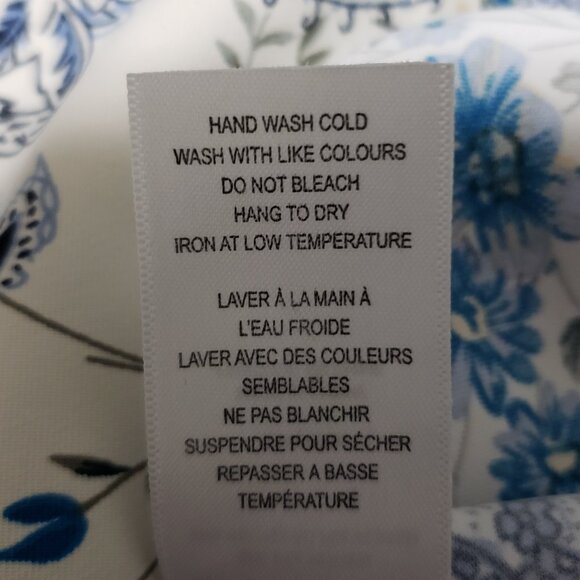 HAND WASH COLD
WASH WITH LIKE COLOURS
DO NOT BLEACH
HANG TO DRY
IRON AT LOW TEMPERATURE
LAVER À LA MAIN À
L'EAU FROIDE
LAVER AVEC DES COULEURS
SEMBLABLES
NE PAS BLANCHIR
SUSPENDRE POUR SÉCHER
REPASSER A BASSE
TEMPÉRATURE